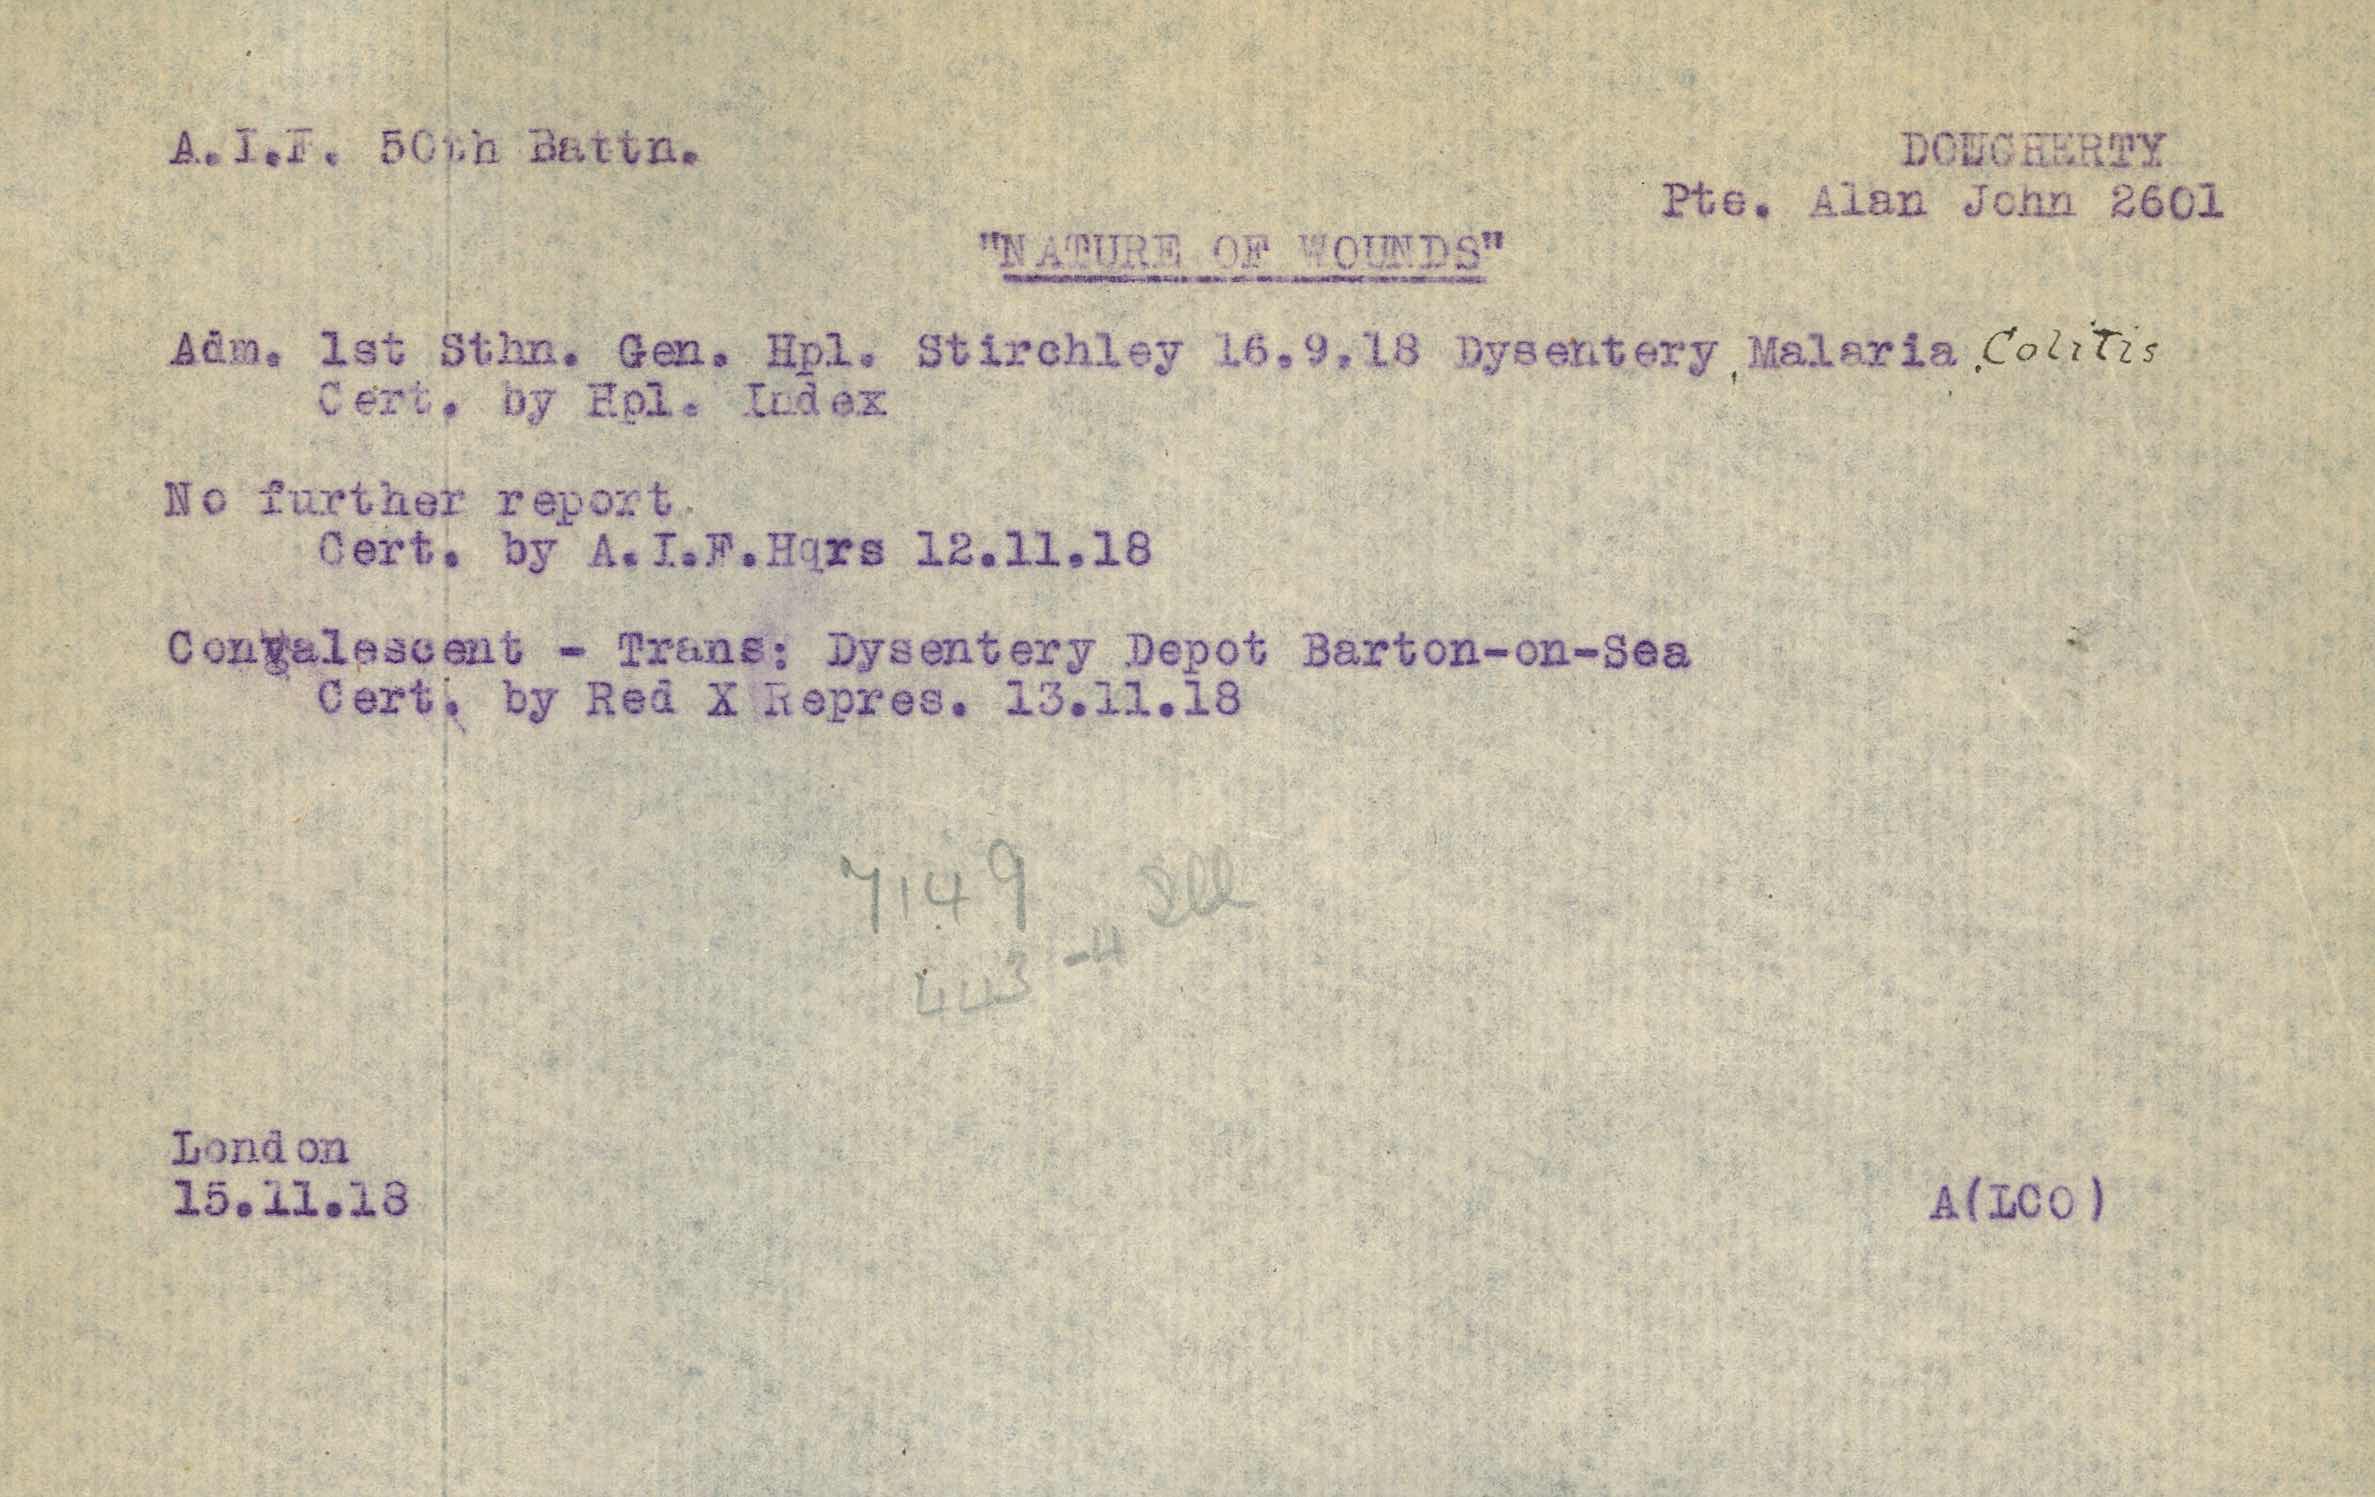 A.I.F. 50th Battn.
DOUGHERTY
Pte. Alan John 2601
"NATURE OF WOUNDS"
Adm. 1st Sthn. Gen. Hpl. Stirchley 16.9.18 Dysentery, Malaria, Colitis
Cert. by Hpl. Index
No further report.
Cert. by A.I.F.Hqrs 12.11.18
Convalescent - Trans: Dysentery Depot Barton-on-Sea
Cert. by Red X Repres. 13.11.18
7149
London
15.11.18
A(LCO)